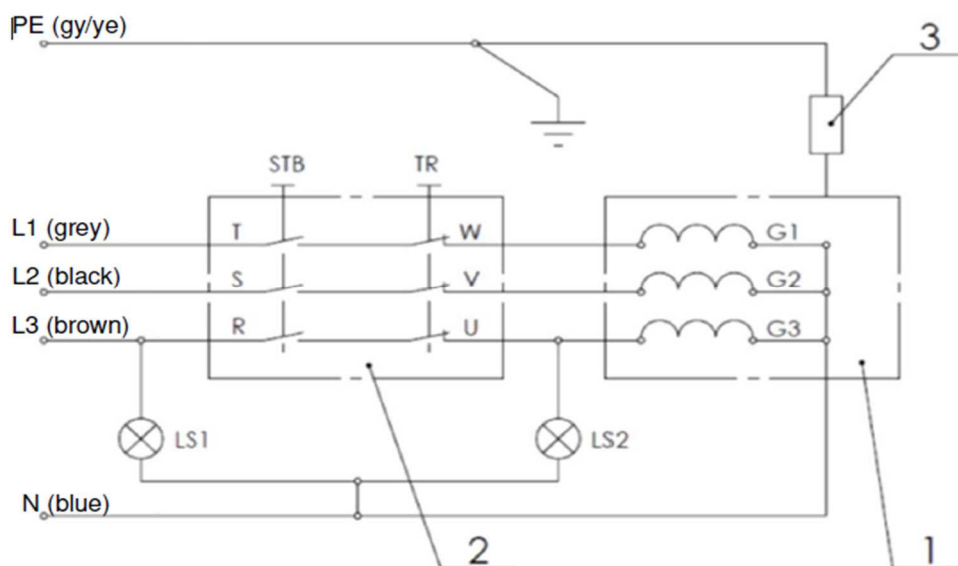 PE (gy/ye)
3
STB TR
L1 (grey) T W G1
L2 (black) S V G2
L3 (brown) R U G3
LS1 LS2
N (blue)
2 1